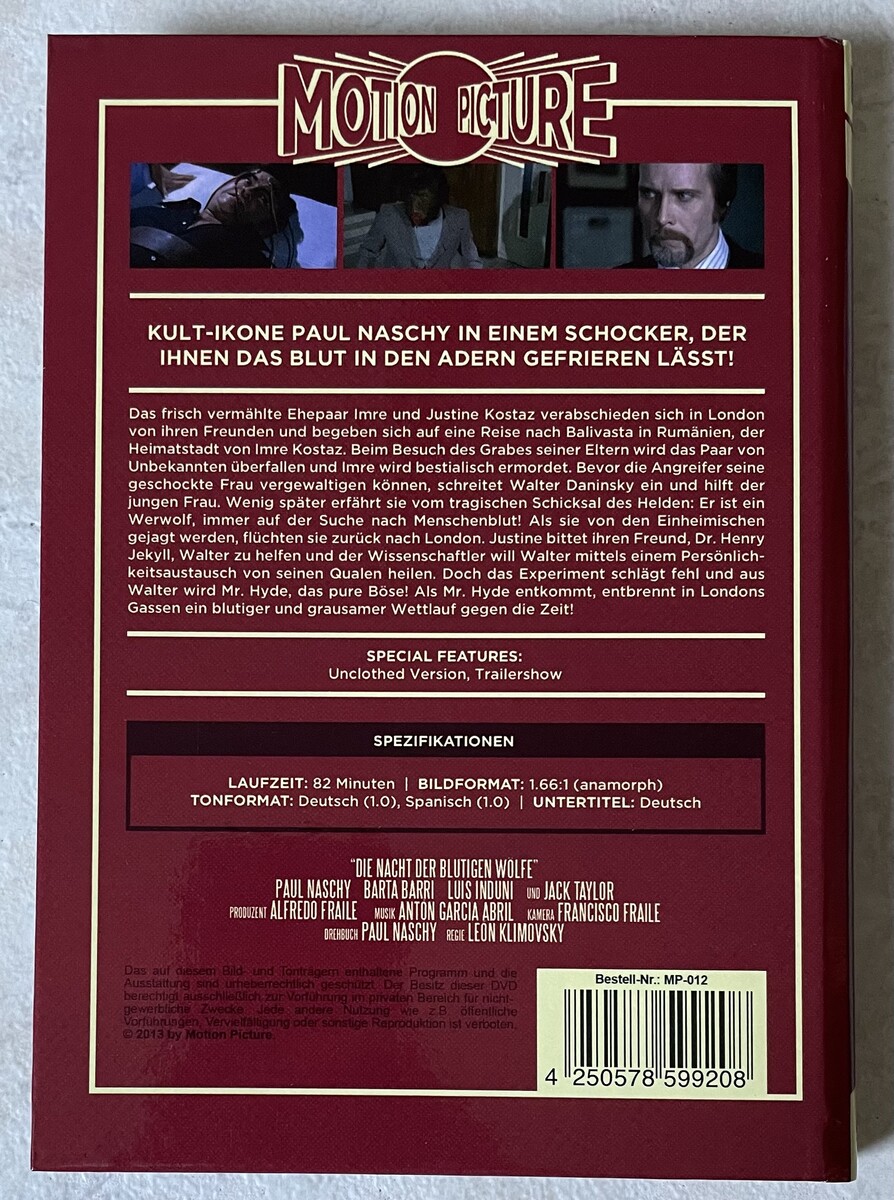 MOTION PICTURE
KULT-IKONE PAUL NASCHY IN EINEM SCHOCKER, DER
IHNEN DAS BLUT IN DEN ADERN GEFRIEREN LÄSST!
Das frisch vermählte Ehepaar Imre und Justine Kostaz verabschieden sich in London
von ihren Freunden und begeben sich auf eine Reise nach Balivasta in Rumänien, der
Heimatstadt von Imre Kostaz. Beim Besuch des Grabes seiner Eltern wird das Paar von
Unbekannten überfallen und Imre wird bestialisch ermordet. Bevor die Angreifer seine
geschockte Frau vergewaltigen können, schreitet Walter Daninsky ein und hilft der
jungen Frau. Wenig später erfährt sie vom tragischen Schicksal des Helden: Er ist ein
Werwolf, immer auf der Suche nach Menschenblut! Als sie von den Einheimischen
gejagt werden, flüchten sie zurück nach London. Justine bittet ihren Freund, Dr. Henry
Jekyll, Walter zu helfen und der Wissenschaftler will Walter mittels einem Persönlich-
keitsaustausch von seinen Qualen heilen. Doch das Experiment schlägt fehl und aus
Walter wird Mr. Hyde, das pure Böse! Als Mr. Hyde entkommt, entbrennt in Londons
Gassen ein blutiger und grausamer Wettlauf gegen die Zeit!
SPECIAL FEATURES:
Unclothed Version, Trailershow
SPEZIFIKATIONEN
LAUFZEIT: 82 Minuten | BILDFORMAT: 1.66:1 (anamorph)
TONFORMAT: Deutsch (1.0), Spanisch (1.0) | UNTERTITEL: Deutsch
"DIE NACHT DER BLUTIGEN WÖLFE"
PAUL NASCHY BARTA BARRI LUIS INDUNI UND JACK TAYLOR
PRODUZENT ALFREDO FRAILE MUSIK ANTON GARCIA ABRIL KAMERA FRANCISCO FRAILE
DREHBUCH PAUL NASCHY REGIE LEON KLIMOVSKY
Das auf diesem Bild- und Tonträgern enthaltene Programm und die
Ausstattung sind urheberrechtlich geschützt. Der Besitz dieser DVD
berechtigt ausschließlich zur Vorführung im privaten Bereich für nicht-
gewerbliche Zwecke. Jede andere Nutzung wie z.B. öffentliche
Vorführungen, Vervielfältigung oder sonstige Reproduktion ist verboten.
© 2013 by Motion Picture.
Bestell-Nr.: MP-012
4 250578 599208